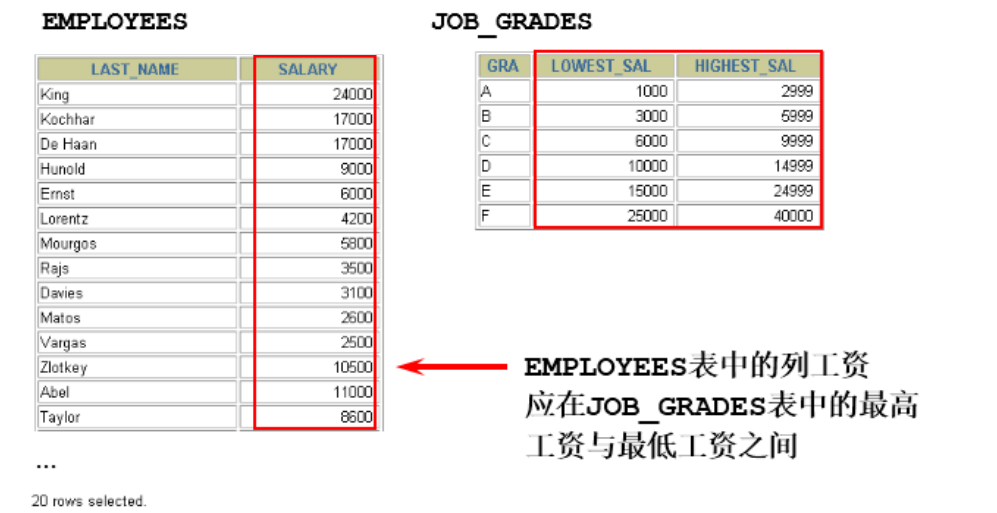 EMPLOYEES
LAST_NAME SALARY
King 24000
Kochhar 17000
De Haan 17000
Hunold 9000
Ernst 6000
Lorentz 4200
Mourgos 5800
Rajs 3500
Davies 3100
Matos 2600
Vargas 2500
Zlotkey 10500
Abel 11000
Taylor 8600
...
20 rows selected.
JOB_GRADES
GRA LOWEST_SAL HIGHEST_SAL
A 1000 2999
B 3000 5999
C 6000 9999
D 10000 14999
E 15000 24999
F 25000 40000
EMPLOYEES表中的列工资
应在JOB_GRADES表中的最高
工资与最低工资之间